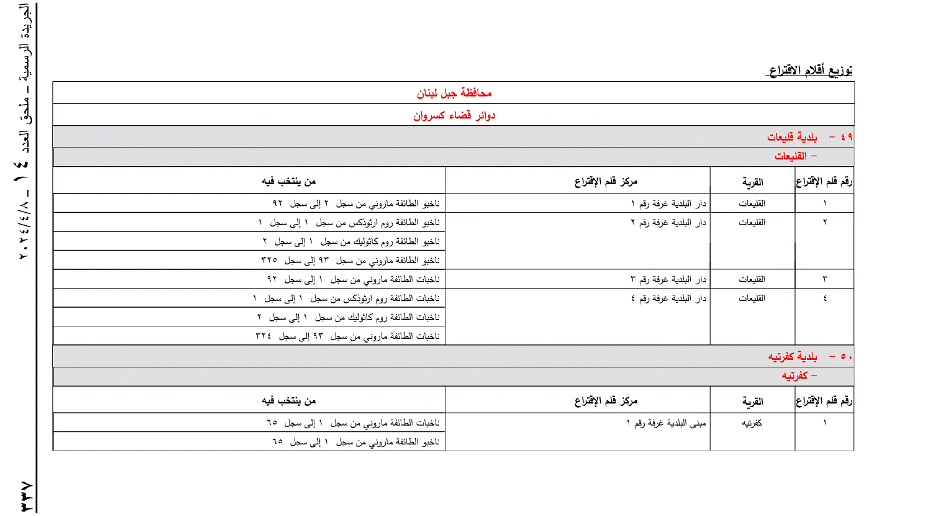 الجريدة الرسمية – ملحق العدد ١٤ – ٢٠٢٤/٤/٨
توزيع أقلام الاقتراع
محافظة جبل لبنان
دوائر قضاء كسروان
٤٩ - بلدية قليعات
- القليعات
رقم قلم الإقتراع القرية مركز قلم الإقتراع من ينتخب فيه
١ القليعات دار البلدية غرفة رقم ١ ناخبو الطائفة ماروني من سجل ٢ إلى سجل ٩٢
٢ القليعات دار البلدية غرفة رقم ٢ ناخبو الطائفة روم ارثوذكس من سجل ١ إلى سجل ١
ناخبو الطائفة روم كاثوليك من سجل ١ إلى سجل ٢
ناخبو الطائفة ماروني من سجل ٩٣ إلى سجل ٣٢٥
٣ القليعات دار البلدية غرفة رقم ٣ ناخبات الطائفة ماروني من سجل ١ إلى سجل ٩٢
٤ القليعات دار البلدية غرفة رقم ٤ ناخبات الطائفة روم ارثوذكس من سجل ١ إلى سجل ١
ناخبات الطائفة روم كاثوليك من سجل ١ إلى سجل ٢
ناخبات الطائفة ماروني من سجل ٩٣ إلى سجل ٣٢٤
٥٠ - بلدية كفرتيه
- كفرتيه
رقم قلم الإقتراع القرية مركز قلم الإقتراع من ينتخب فيه
١ كفرتيه مبنى البلدية غرفة رقم ١ ناخبات الطائفة ماروني من سجل ١ إلى سجل ٦٥
ناخبو الطائفة ماروني من سجل ١ إلى سجل ٦٥
٣٣٧